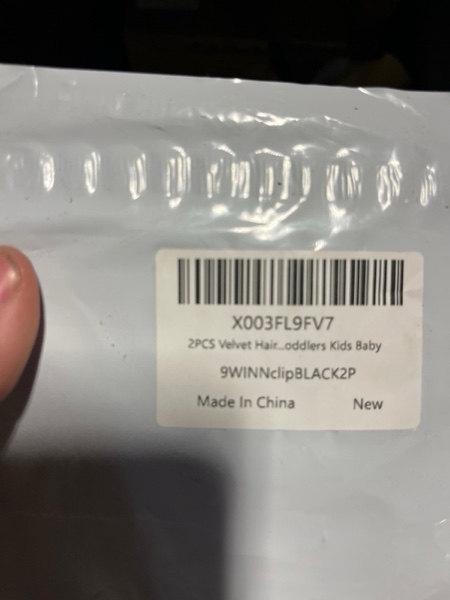 X003FL9FV7
2PCS Velvet Hair...oddlers Kids Baby
9WINNclipBLACK2P
Made In China New